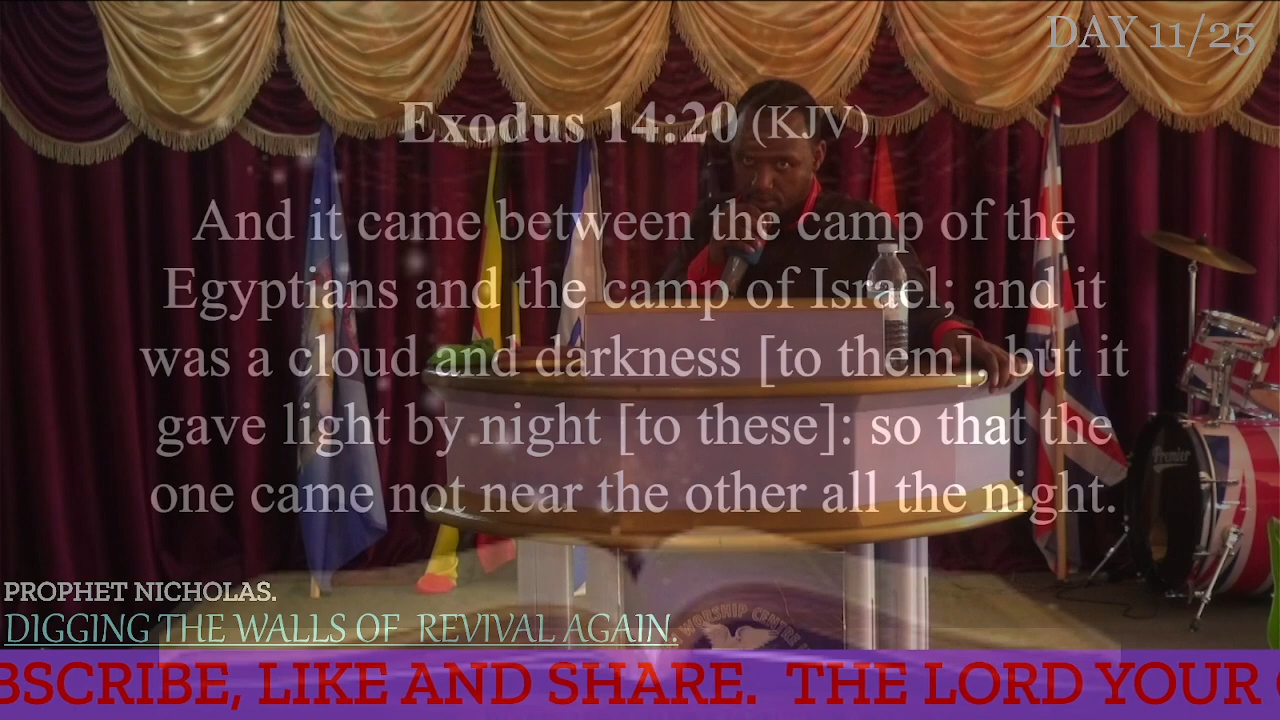 DAY 11/25
Exodus 14:20 (KJV)
And it came between the camp of the
Egyptians and the camp of Israel; and it
was a cloud and darkness [to them], but it
gave light by night [to these]: so that the
one came not near the other all the night.
Premier
WORSHIP CENTRE
PROPHET NICHOLAS.
DIGGING THE WALLS OF REVIVAL AGAIN.
BSCRIBE, LIKE AND SHARE. THE LORD YOUR